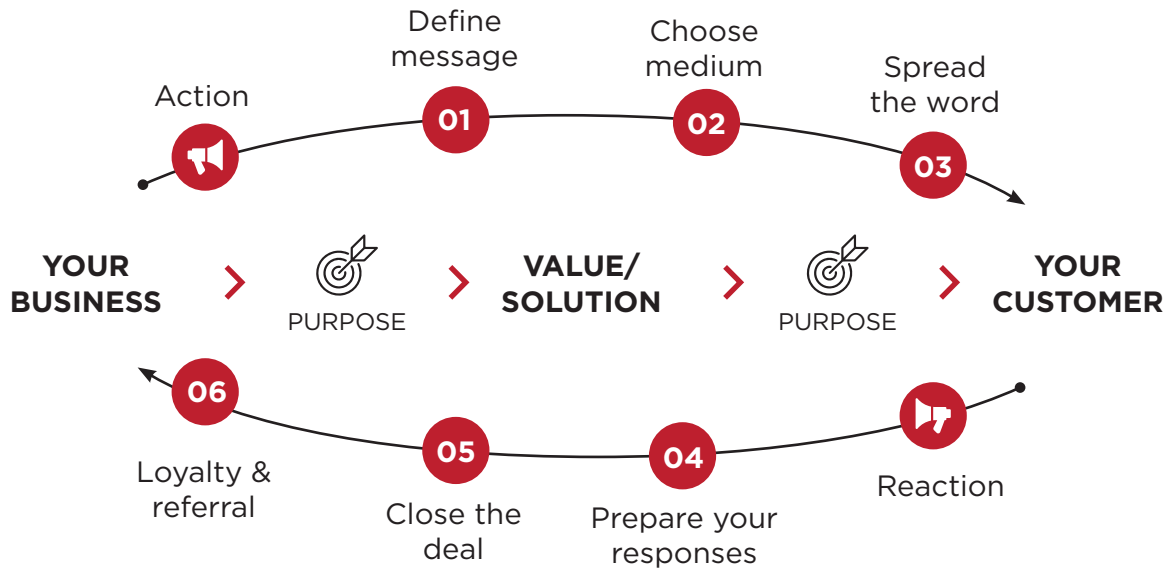 Action
Define
message
01
Choose
medium
02
Spread
the word
03
YOUR
BUSINESS
PURPOSE
VALUE/
SOLUTION
PURPOSE
YOUR
CUSTOMER
06
Loyalty &
referral
05
Close the
deal
04
Prepare your
responses
Reaction